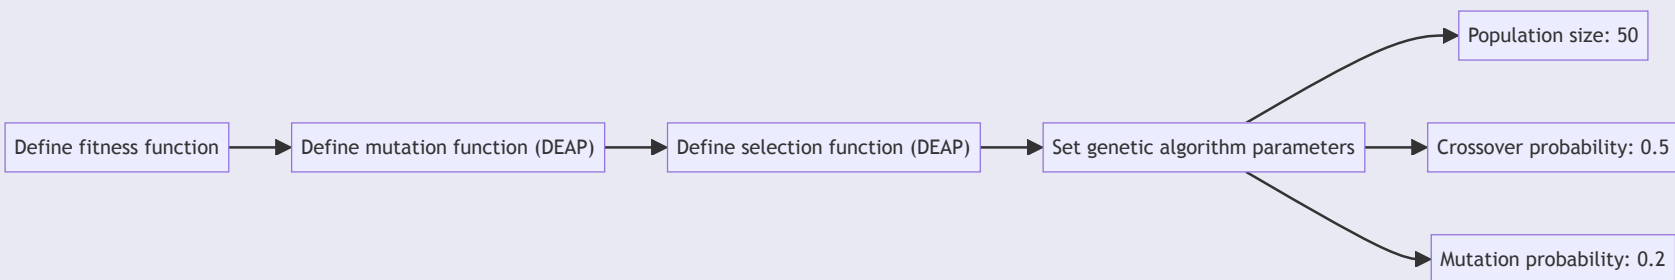 Define fitness function
Define mutation function (DEAP)
Define selection function (DEAP)
Set genetic algorithm parameters
Population size: 50
Crossover probability: 0.5
Mutation probability: 0.2